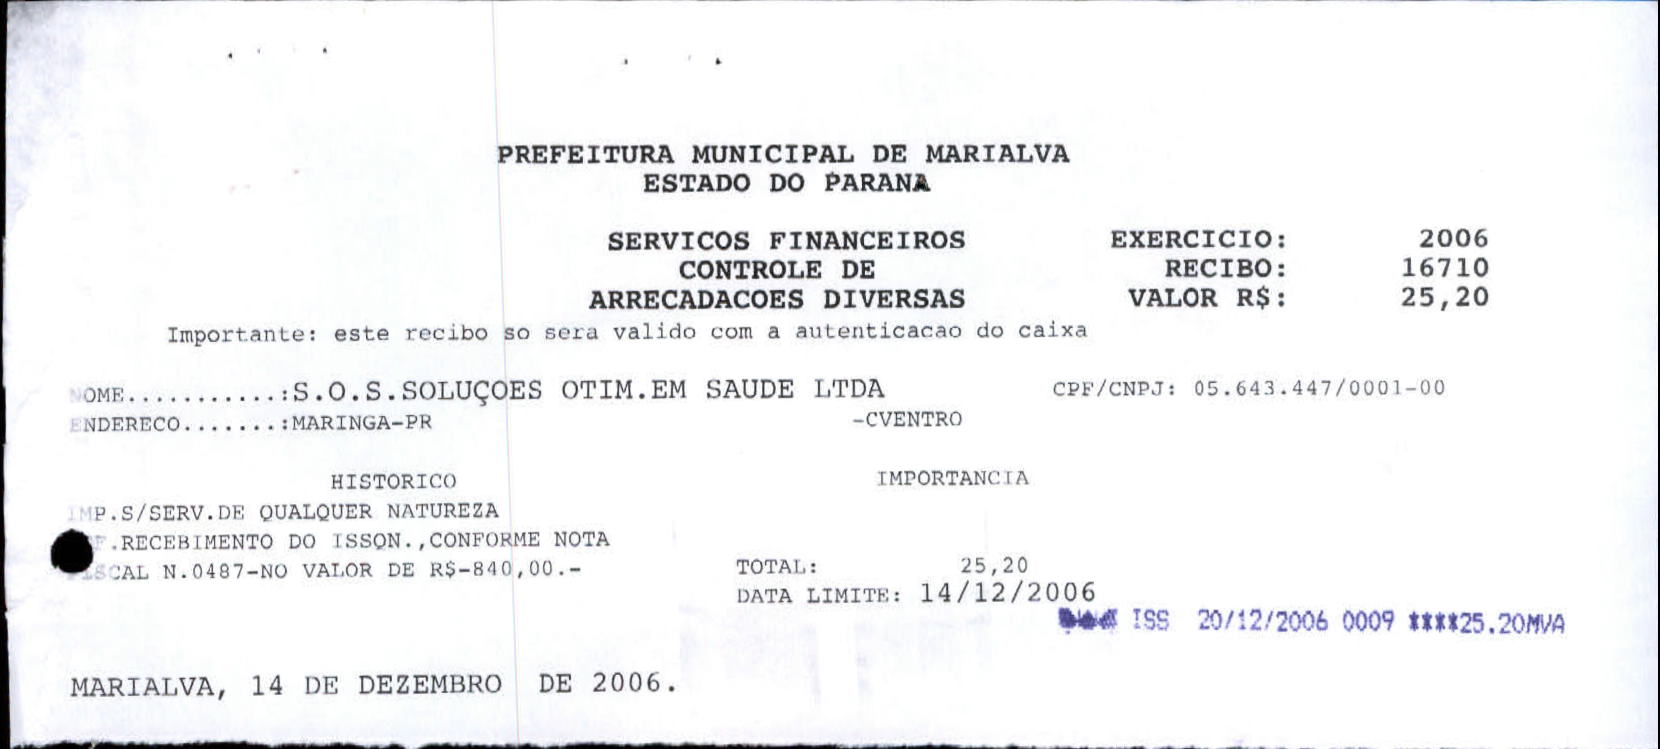 PREFEITURA MUNICIPAL DE MARIALVA
ESTADO DO PARANA
SERVICOS FINANCEIROS EXERCICIO: 2006
CONTROLE DE RECIBO: 16710
ARRECADACOES DIVERSAS VALOR R$: 25,20
Importante: este recibo so sera valido com a autenticacao do caixa
NOME...........:S.O.S.SOLUÇOES OTIM.EM SAUDE LTDA CPF/CNPJ: 05.643.447/0001-00
ENDERECO.......:MARINGA-PR -CVENTRO
HISTORICO IMPORTANCIA
IMP.S/SERV.DE QUALQUER NATUREZA
.RECEBIMENTO DO ISSQN.,CONFORME NOTA
FISCAL N.0487-NO VALOR DE R$-840,00.- TOTAL: 25,20
DATA LIMITE: 14/12/2006
ISS 20/12/2006 0009 ****25.20MVA
MARIALVA, 14 DE DEZEMBRO DE 2006.